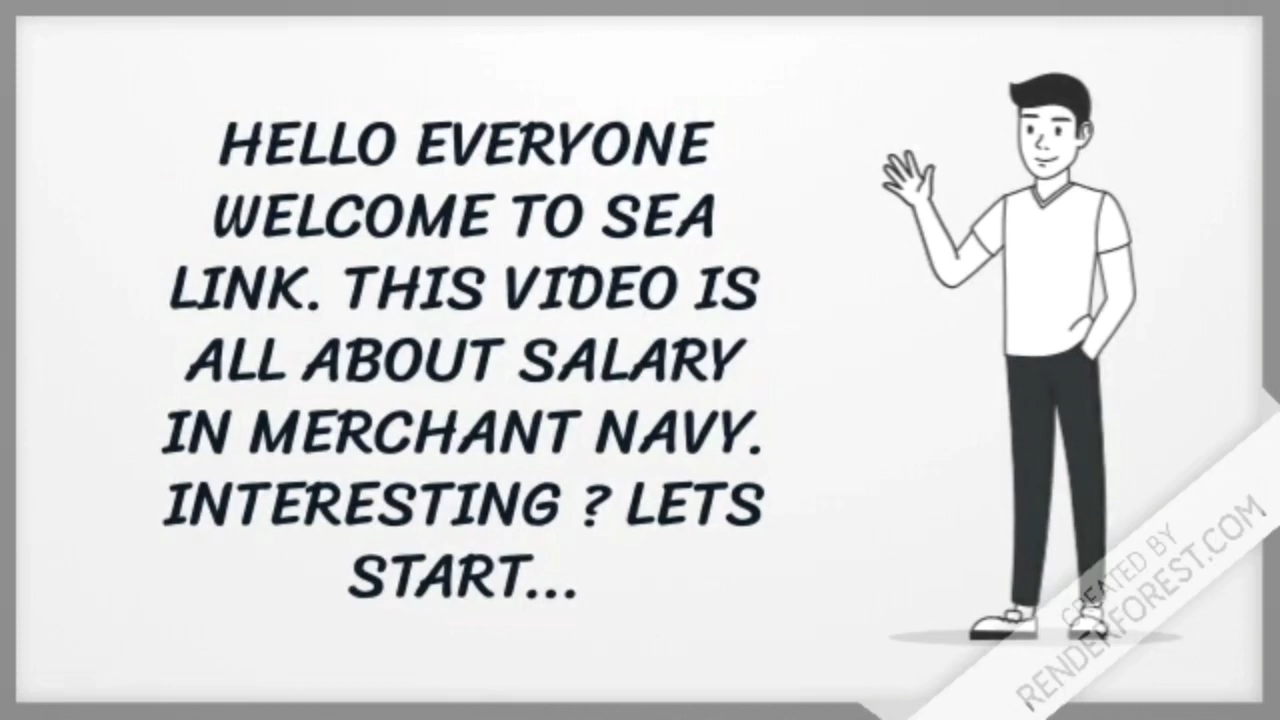 HELLO EVERYONE
WELCOME TO SEA
LINK. THIS VIDEO IS
ALL ABOUT SALARY
IN MERCHANT NAVY.
INTERESTING ? LETS
START...
CREATED BY
RENDERFOREST.COM